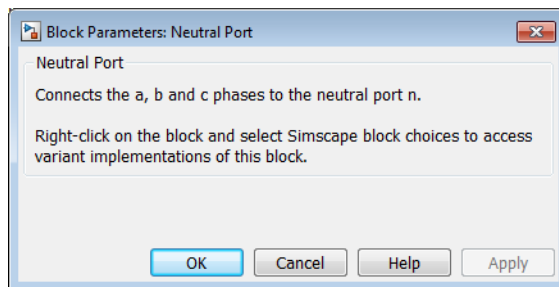 Block Parameters: Neutral Port
Neutral Port
Connects the a, b and c phases to the neutral port n.
Right-click on the block and select Simscape block choices to access
variant implementations of this block.
OK Cancel Help Apply